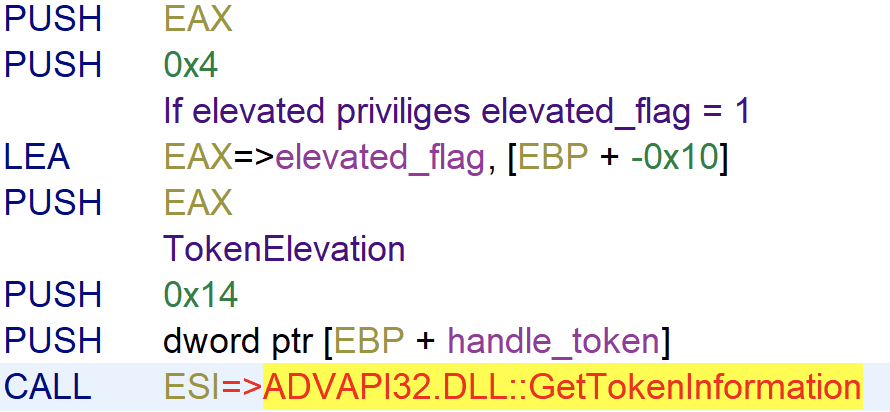 PUSH EAX
PUSH 0x4
If elevated priviliges elevated_flag = 1
LEA EAX=>elevated_flag, [EBP + -0x10]
PUSH EAX
TokenElevation
PUSH 0x14
PUSH dword ptr [EBP + handle_token]
CALL ESI=>ADVAPI32.DLL::GetTokenInformation